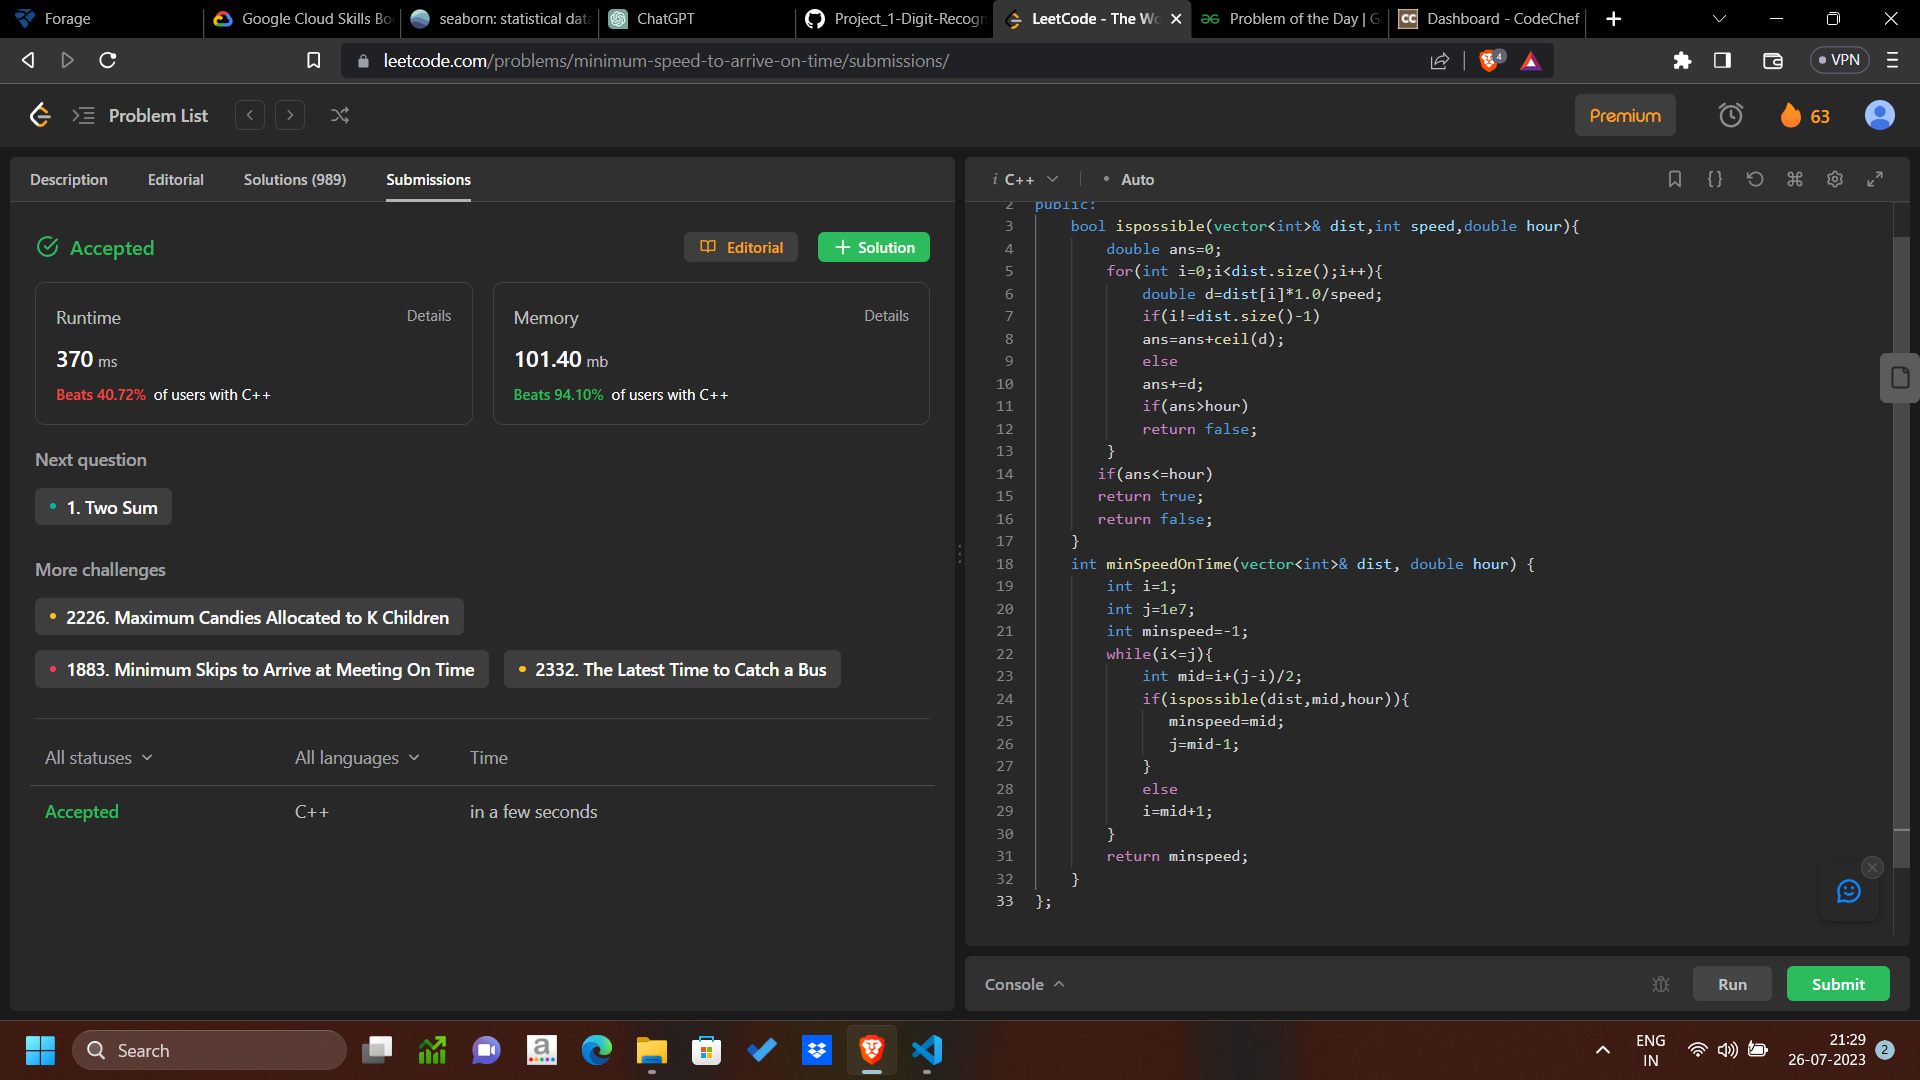 Forage
Google Cloud Skills Boo
seaborn: statistical data
ChatGPT
Project_1-Digit-Recogn
LeetCode - The Wo
Problem of the Day | G
CC
Dashboard - CodeChef
leetcode.com/problems/minimum-speed-to-arrive-on-time/submissions/
4
VPN
Problem List
Premium
63
Description
Editorial
Solutions (989)
Submissions
Accepted
Editorial
+ Solution
Runtime
Details
370 ms
Beats 40.72% of users with C++
Memory
Details
101.40 mb
Beats 94.10% of users with C++
Next question
1. Two Sum
More challenges
2226. Maximum Candies Allocated to K Children
1883. Minimum Skips to Arrive at Meeting On Time
2332. The Latest Time to Catch a Bus
All statuses
All languages
Time
Accepted
C++
in a few seconds
i C++
• Auto
2 public:
3 bool ispossible(vector<int>& dist,int speed,double hour){
4 double ans=0;
5 for(int i=0;i<dist.size();i++){
6 double d=dist[i]*1.0/speed;
7 if(i!=dist.size()-1)
8 ans=ans+ceil(d);
9 else
10 ans+=d;
11 if(ans>hour)
12 return false;
13 }
14 if(ans<=hour)
15 return true;
16 return false;
17 }
18 int minSpeedOnTime(vector<int>& dist, double hour) {
19 int i=1;
20 int j=1e7;
21 int minspeed=-1;
22 while(i<=j){
23 int mid=i+(j-i)/2;
24 if(ispossible(dist,mid,hour)){
25 minspeed=mid;
26 j=mid-1;
27 }
28 else
29 i=mid+1;
30 }
31 return minspeed;
32 }
33 };
Console
Run
Submit
Search
a
ENG
IN
21:29
26-07-2023
2